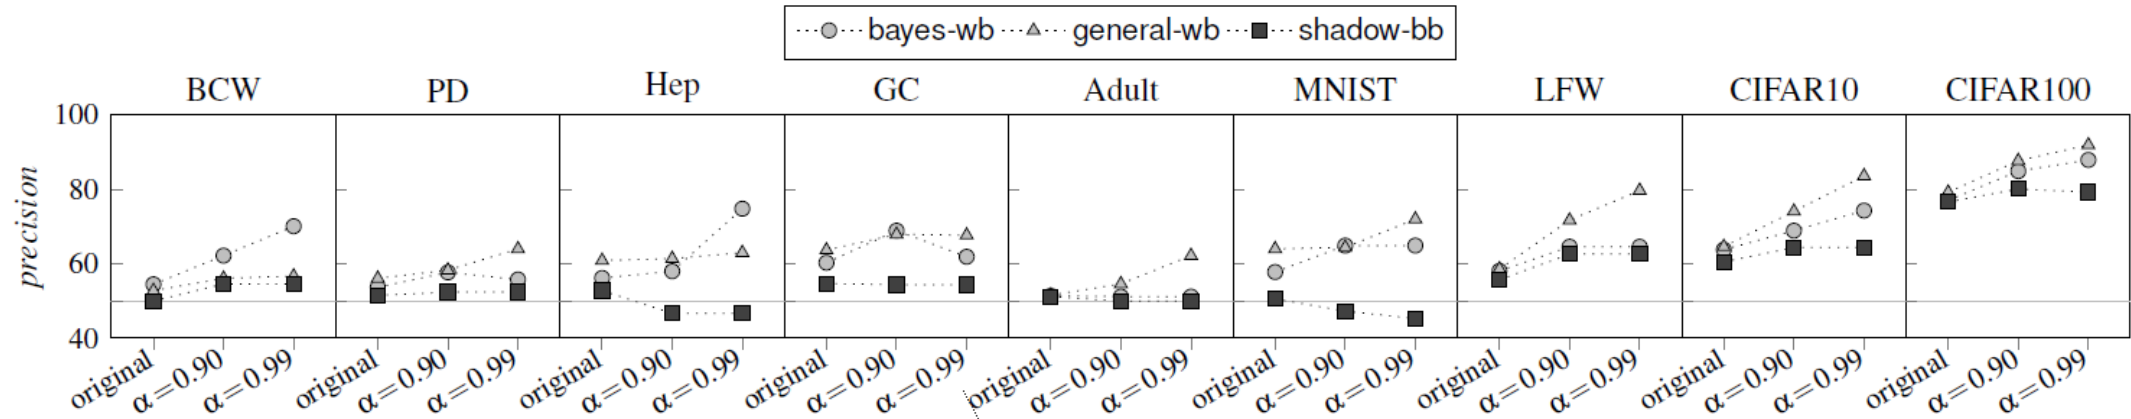 bayes-wb general-wb shadow-bb
BCW PD Hep GC Adult MNIST LFW CIFAR10 CIFAR100
precision
100
80
60
40
original α=0.90 α=0.99 original α=0.90 α=0.99 original α=0.90 α=0.99 original α=0.90 α=0.99 original α=0.90 α=0.99 original α=0.90 α=0.99 original α=0.90 α=0.99 original α=0.90 α=0.99 original α=0.90 α=0.99